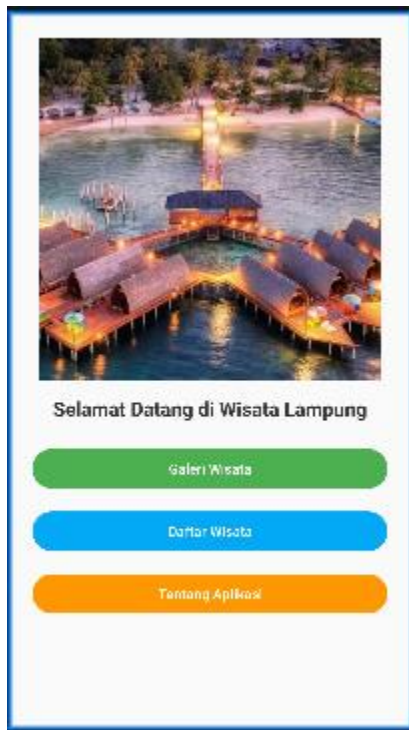 Selamat Datang di Wisata Lampung
Galeri Wisata
Daftar Wisata
Tentang Aplikasi